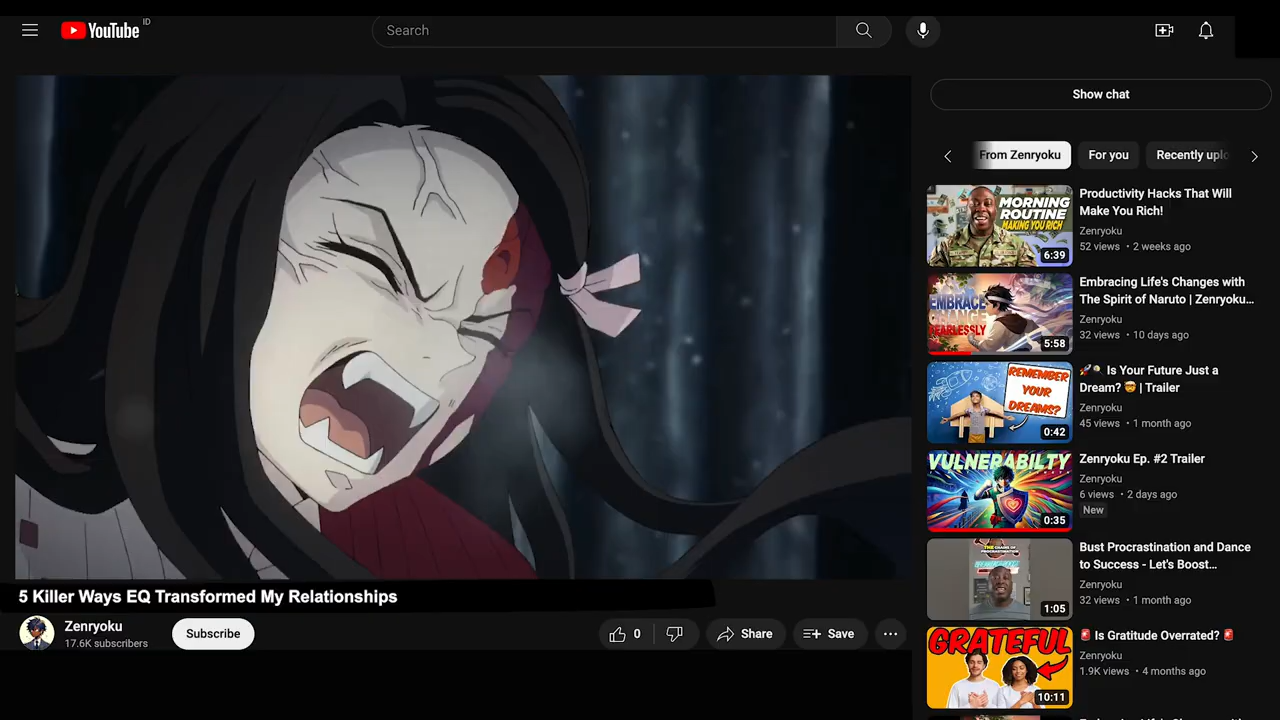 YouTube ID
Search
Show chat
From Zenryoku
For you
Recently uplo
MORNING
ROUTINE
MAKING YOU RICH
6:39
Productivity Hacks That Will
Make You Rich!
Zenryoku
52 views • 2 weeks ago
EMBRACE
CHANGE
FEARLESSLY
5:58
Embracing Life's Changes with
The Spirit of Naruto | Zenryoku...
Zenryoku
32 views • 10 days ago
REMEMBER
YOUR
DREAMS?
0:42
🚀👨‍🚀 Is Your Future Just a
Dream? 🤯 | Trailer
Zenryoku
45 views • 1 month ago
VULNERABILTY
0:35
Zenryoku Ep. #2 Trailer
Zenryoku
6 views • 2 days ago
New
THE CHAINS OF
PROCRASTINATION
1:05
Bust Procrastination and Dance
to Success - Let's Boost...
Zenryoku
32 views • 1 month ago
GRATEFUL
10:11
🚨 Is Gratitude Overrated? 🚨
Zenryoku
1.9K views • 4 months ago
5 Killer Ways EQ Transformed My Relationships
Zenryoku
17.6K subscribers
Subscribe
0
Share
Save